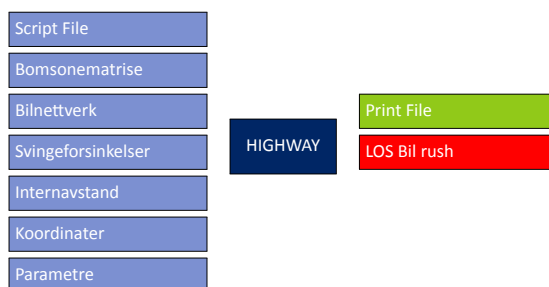 Script File
Bomsonematrise
Bilnettverk
Svingeforsinkelser
Internavstand
Koordinater
Parametre
HIGHWAY
Print File
LOS Bil rush